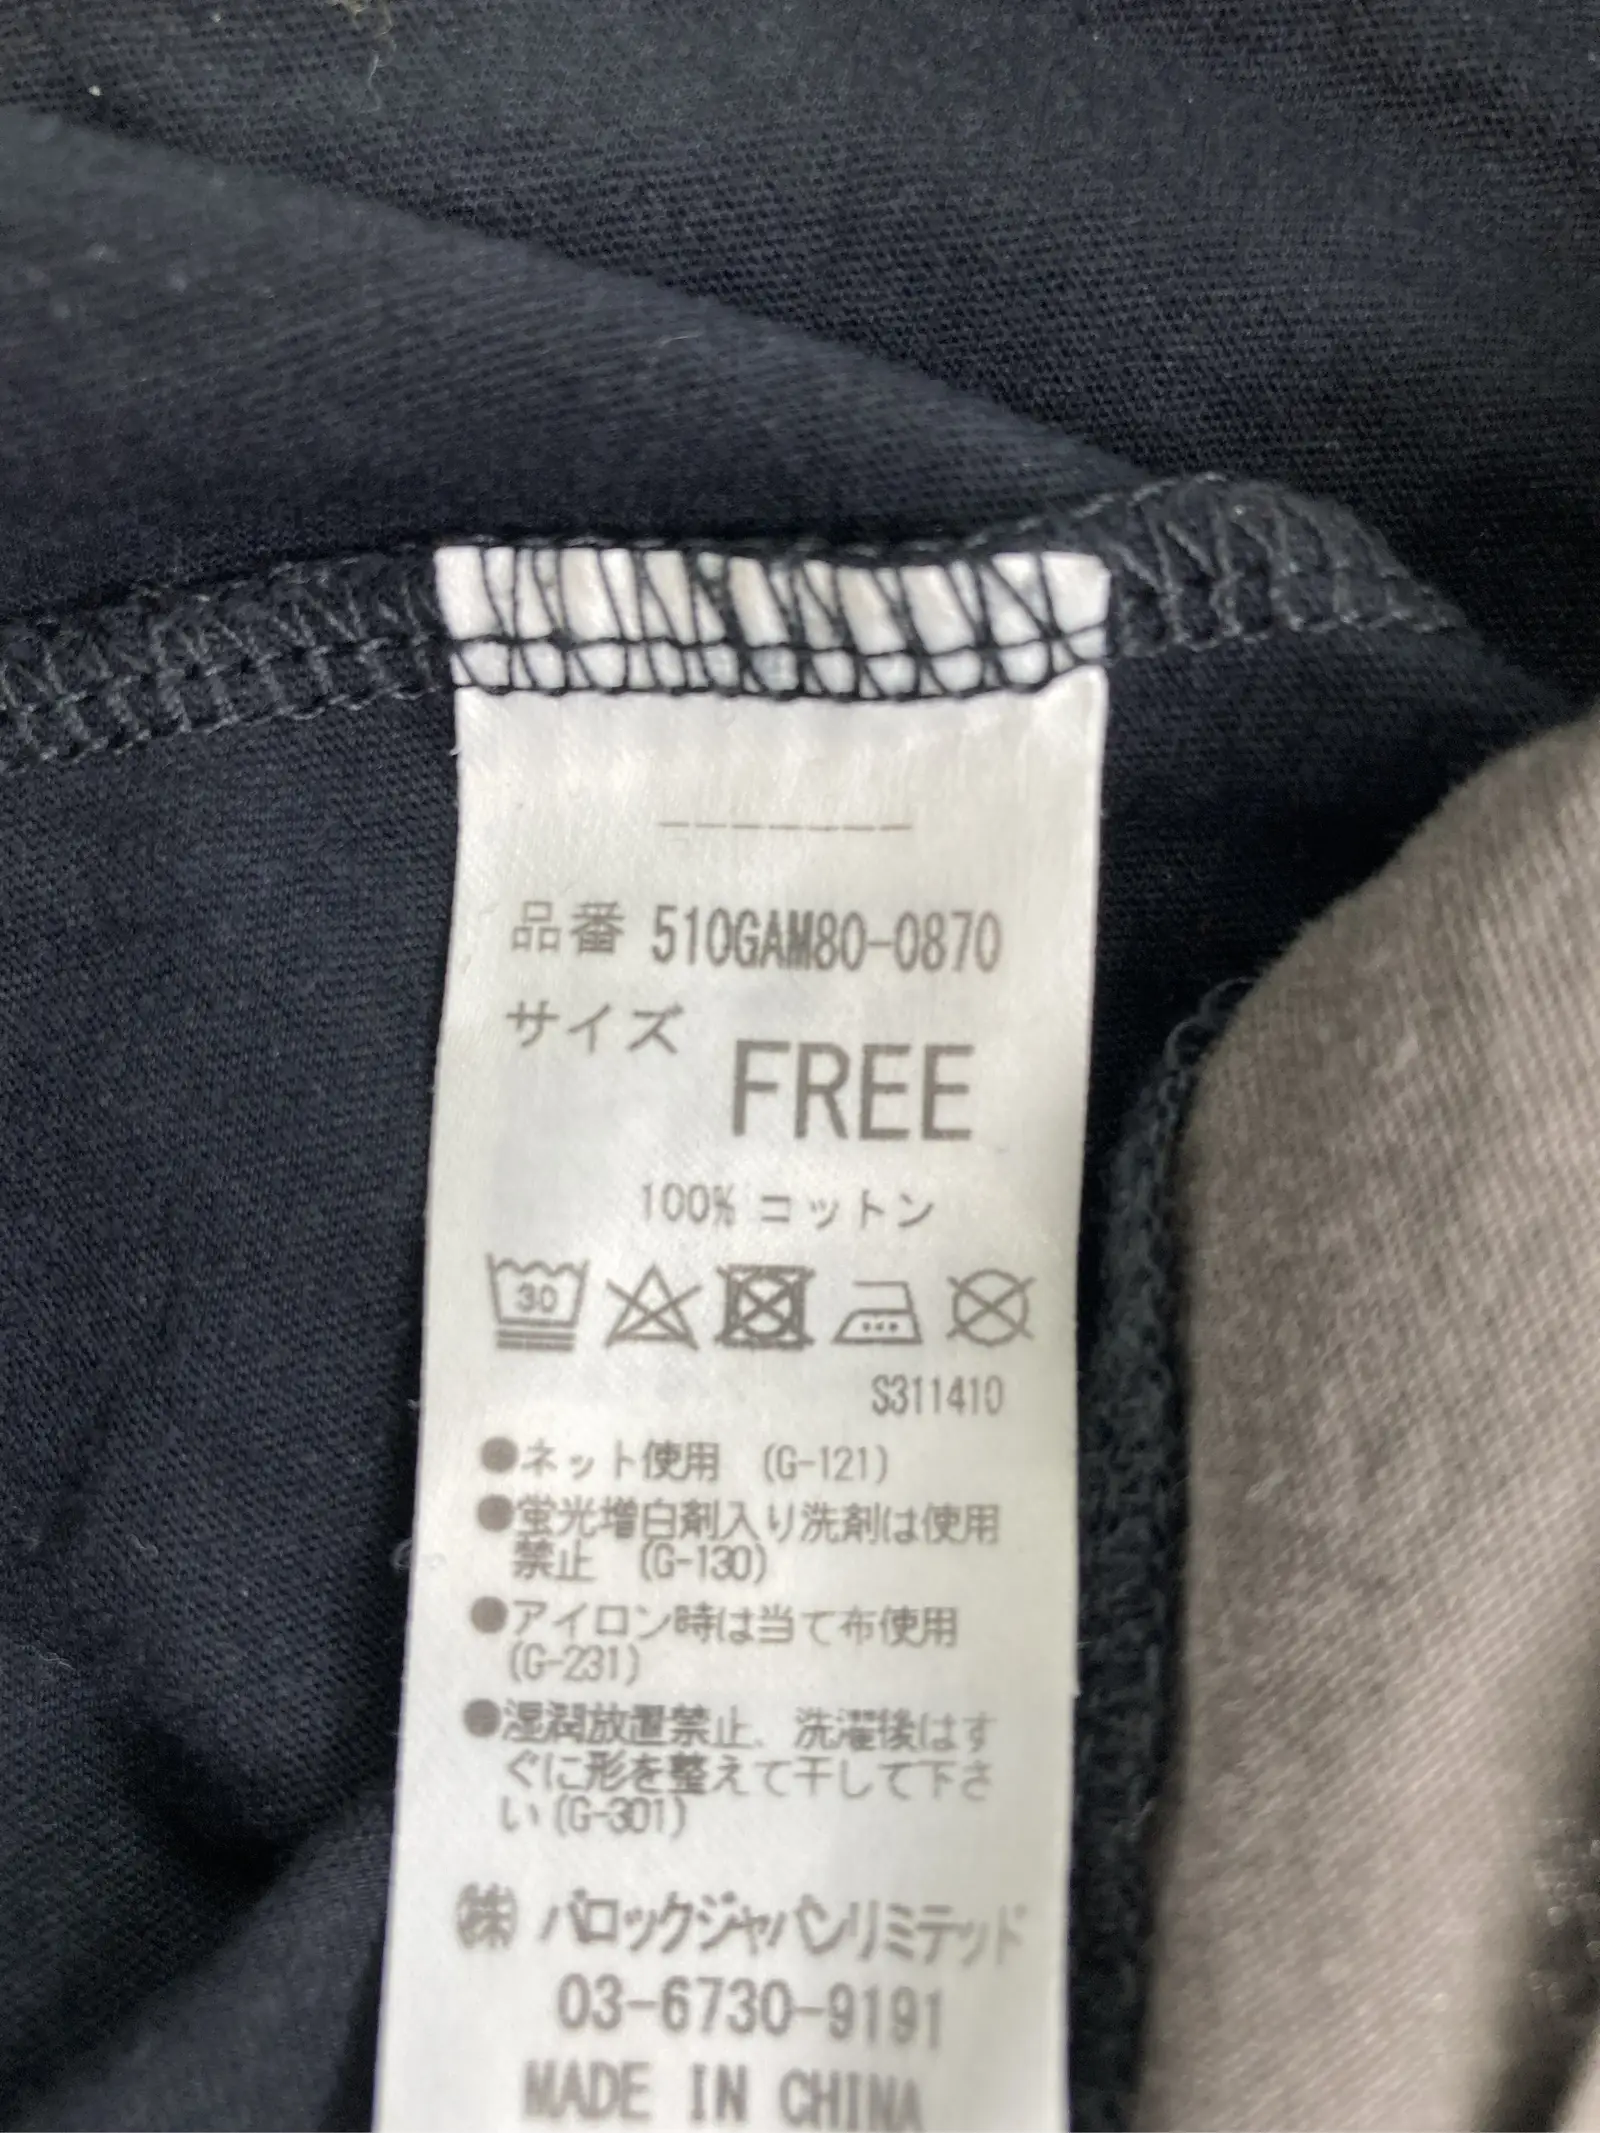 -------
品番 510GAM80-0870
サイズ
FREE
100% コットン
30
S311410
●ネット使用 (G-121)
●蛍光増白剤入り洗剤は使用
禁止 (G-130)
●アイロン時は当て布使用
(G-231)
●湿潤放置禁止、洗濯後はす
ぐに形を整えて干して下さ
い(G-301)
㈱ バロックジャパンリミテッド
03-6730-9191
MADE IN CHINA